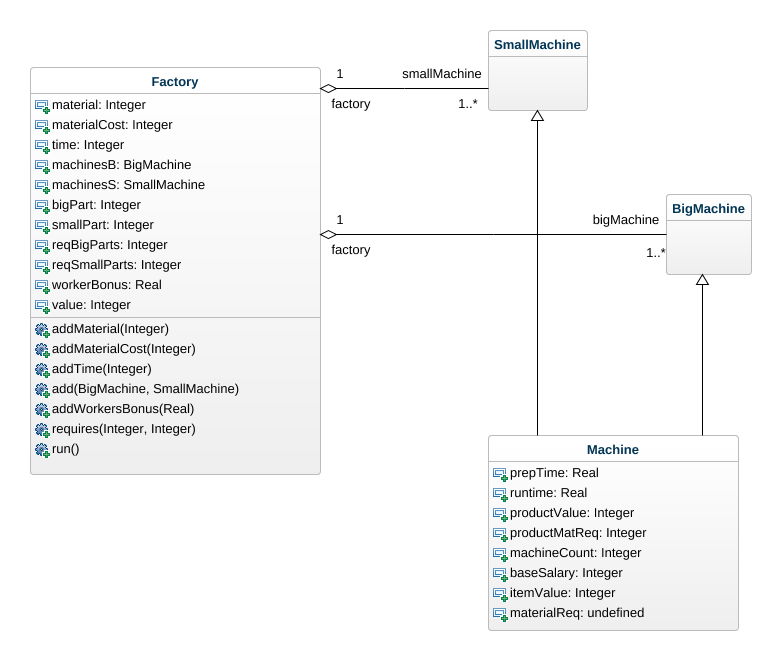 SmallMachine
Factory
1
smallMachine
factory
1..*
material: Integer
materialCost: Integer
time: Integer
machinesB: BigMachine
machinesS: SmallMachine
bigPart: Integer
smallPart: Integer
reqBigParts: Integer
reqSmallParts: Integer
workerBonus: Real
value: Integer
addMaterial(Integer)
addMaterialCost(Integer)
addTime(Integer)
add(BigMachine, SmallMachine)
addWorkersBonus(Real)
requires(Integer, Integer)
run()
1
bigMachine
factory
1..*
BigMachine
Machine
prepTime: Real
runtime: Real
productValue: Integer
productMatReq: Integer
machineCount: Integer
baseSalary: Integer
itemValue: Integer
materialReq: undefined